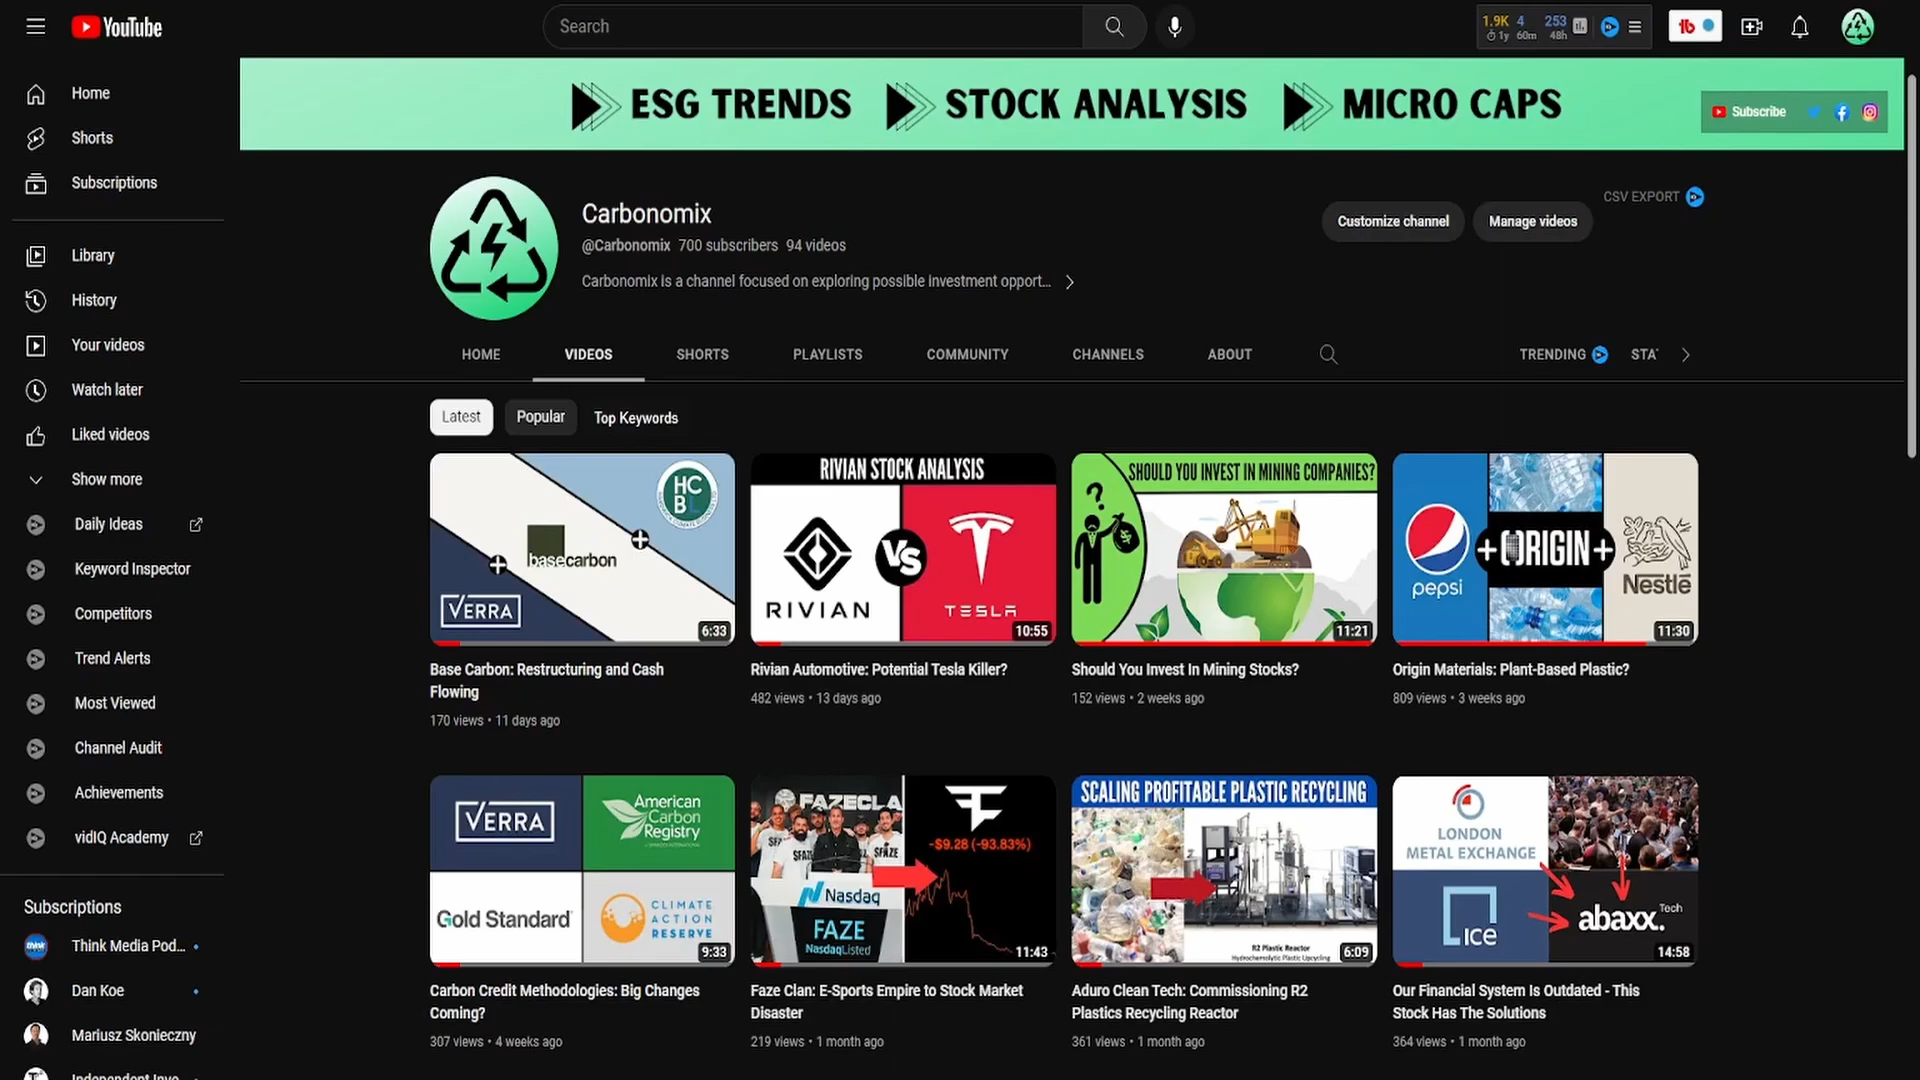 YouTube
Search
1.9K 4 253
1y 60m 48h
Home
Shorts
Subscriptions
Library
History
Your videos
Watch later
Liked videos
Show more
Daily Ideas
Keyword Inspector
Competitors
Trend Alerts
Most Viewed
Channel Audit
Achievements
vidIQ Academy
Subscriptions
Think Media Pod...
Dan Koe
Mariusz Skonieczny
ESG TRENDS STOCK ANALYSIS MICRO CAPS
Subscribe
Carbonomix
@Carbonomix 700 subscribers 94 videos
Carbonomix is a channel focused on exploring possible investment opport...
Customize channel
Manage videos
CSV EXPORT
HOME VIDEOS SHORTS PLAYLISTS COMMUNITY CHANNELS ABOUT TRENDING STA
Latest Popular Top Keywords
HCBL
basecarbon
VERRA
6:33
Base Carbon: Restructuring and Cash
Flowing
170 views • 11 days ago
RIVIAN STOCK ANALYSIS
VS
RIVIAN
TESLA
10:55
Rivian Automotive: Potential Tesla Killer?
482 views • 13 days ago
SHOULD YOU INVEST IN MINING COMPANIES?
11:21
Should You Invest In Mining Stocks?
152 views • 2 weeks ago
pepsi
+ORIGIN+
Nestlé
11:30
Origin Materials: Plant-Based Plastic?
809 views • 3 weeks ago
VERRA
American
Carbon
Registry
Gold Standard
CLIMATE
ACTION
RESERVE
9:33
Carbon Credit Methodologies: Big Changes
Coming?
307 views • 4 weeks ago
FAZECLA
-$9.28 (-93.83%)
Nasdaq
FAZE
NasdaqListed
11:43
Faze Clan: E-Sports Empire to Stock Market
Disaster
219 views • 1 month ago
SCALING PROFITABLE PLASTIC RECYCLING
R2 Plastic Reactor
Hydrochemolytic Plastic Upcycling
6:09
Aduro Clean Tech: Commissioning R2
Plastics Recycling Reactor
361 views • 1 month ago
LONDON
METAL EXCHANGE
ICE
abaxx.Tech
14:58
Our Financial System Is Outdated - This
Stock Has The Solutions
364 views • 1 month ago